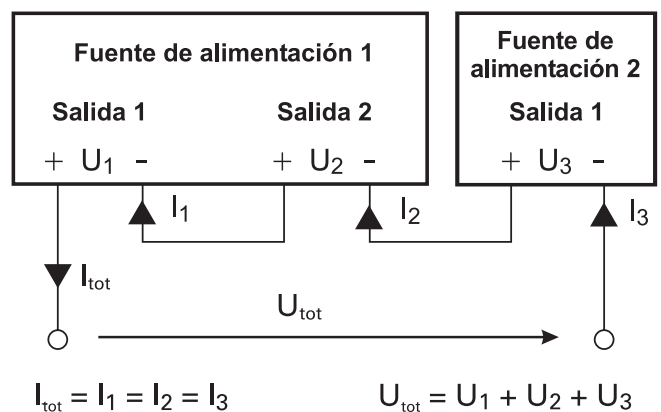 Fuente de alimentación 1
Salida 1 Salida 2
+ U₁ - + U₂ -
Fuente de
alimentación 2
Salida 1
+ U₃ -
I₁ I₂ I₃
Iₜₒₜ
Uₜₒₜ
Iₜₒₜ = I₁ = I₂ = I₃
Uₜₒₜ = U₁ + U₂ + U₃